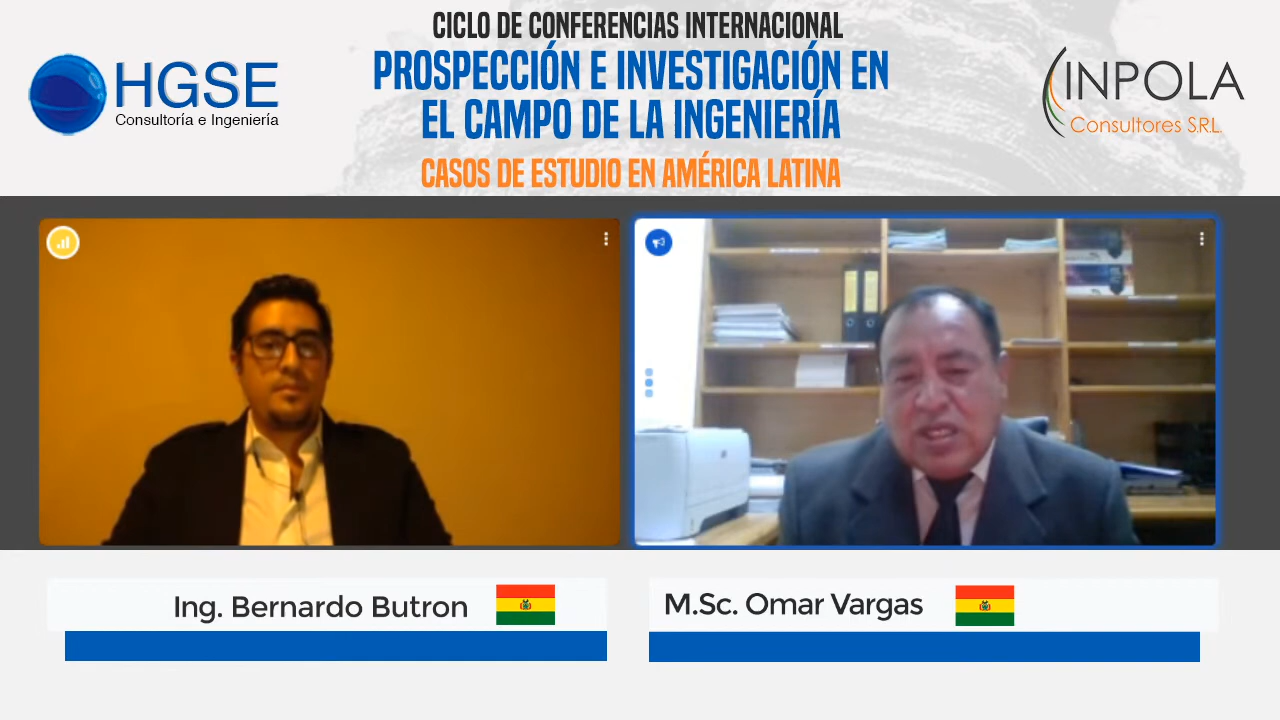 CICLO DE CONFERENCIAS INTERNACIONAL
PROSPECCIÓN E INVESTIGACIÓN EN
EL CAMPO DE LA INGENIERÍA
CASOS DE ESTUDIO EN AMÉRICA LATINA
HGSE
Consultoría e Ingeniería
INPOLA
Consultores S.R.L.
Ing. Bernardo Butron
M.Sc. Omar Vargas